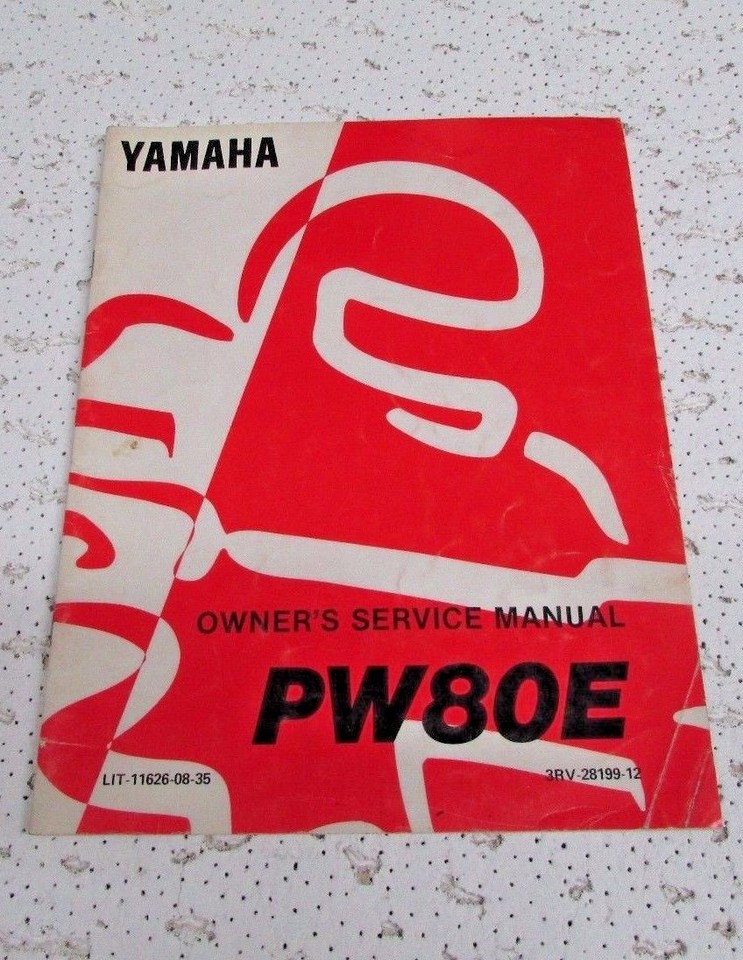 YAMAHA
OWNER'S SERVICE MANUAL
PW80E
LIT-11626-08-35
3RV-28199-12